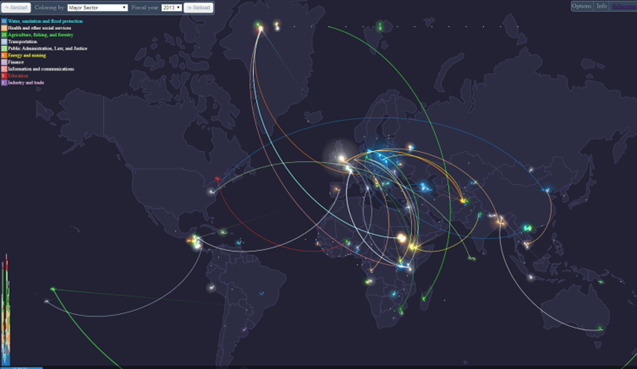 Restart Coloring by: Major Sector Fiscal year: 2013 Reload
Options Info
Water, sanitation and flood protection
Health and other social services
Agriculture, fishing, and forestry
Transportation
Public Administration, Law, and Justice
Energy and mining
Finance
Information and communications
Education
Industry and trade